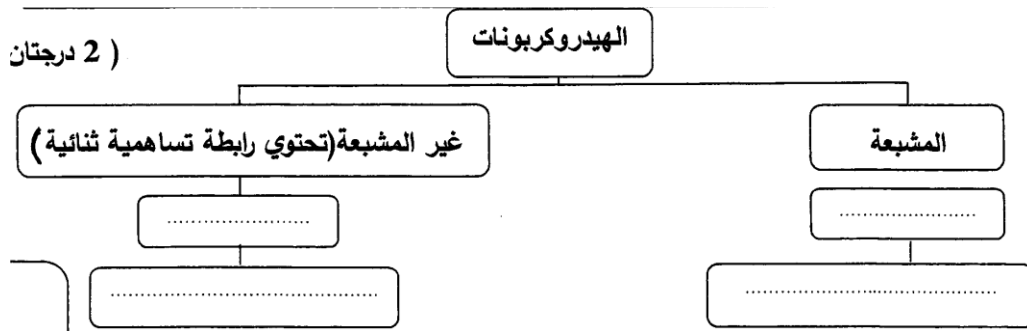 الهيدروكربونات
( 2 درجتان
المشبعة
غير المشبعة(تحتوي رابطة تساهمية ثنائية)
......................
......................
..........................................
..........................................